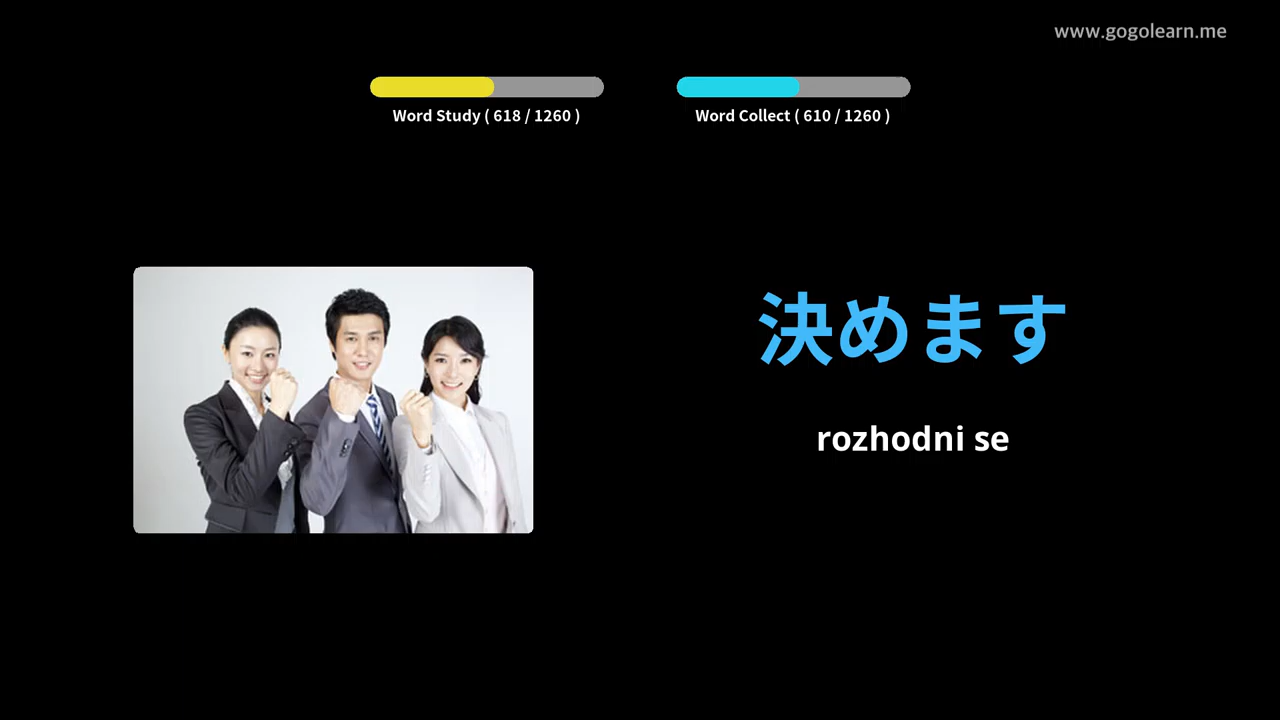 www.gogolearn.me
Word Study ( 618 / 1260 )
Word Collect ( 610 / 1260 )
決めます
rozhodni se